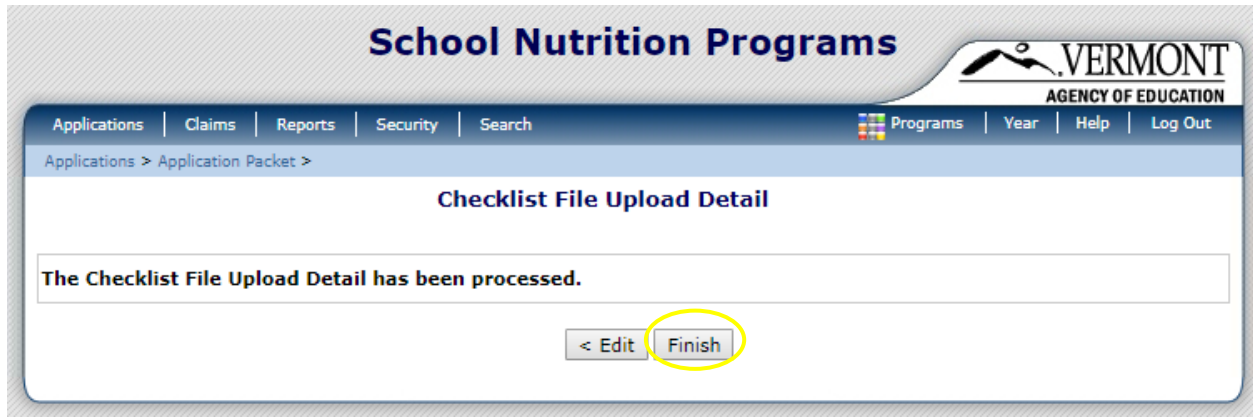 School Nutrition Programs
.VERMONT
AGENCY OF EDUCATION
Applications | Claims | Reports | Security | Search Programs | Year | Help | Log Out
Applications > Application Packet >
Checklist File Upload Detail
The Checklist File Upload Detail has been processed.
< Edit Finish